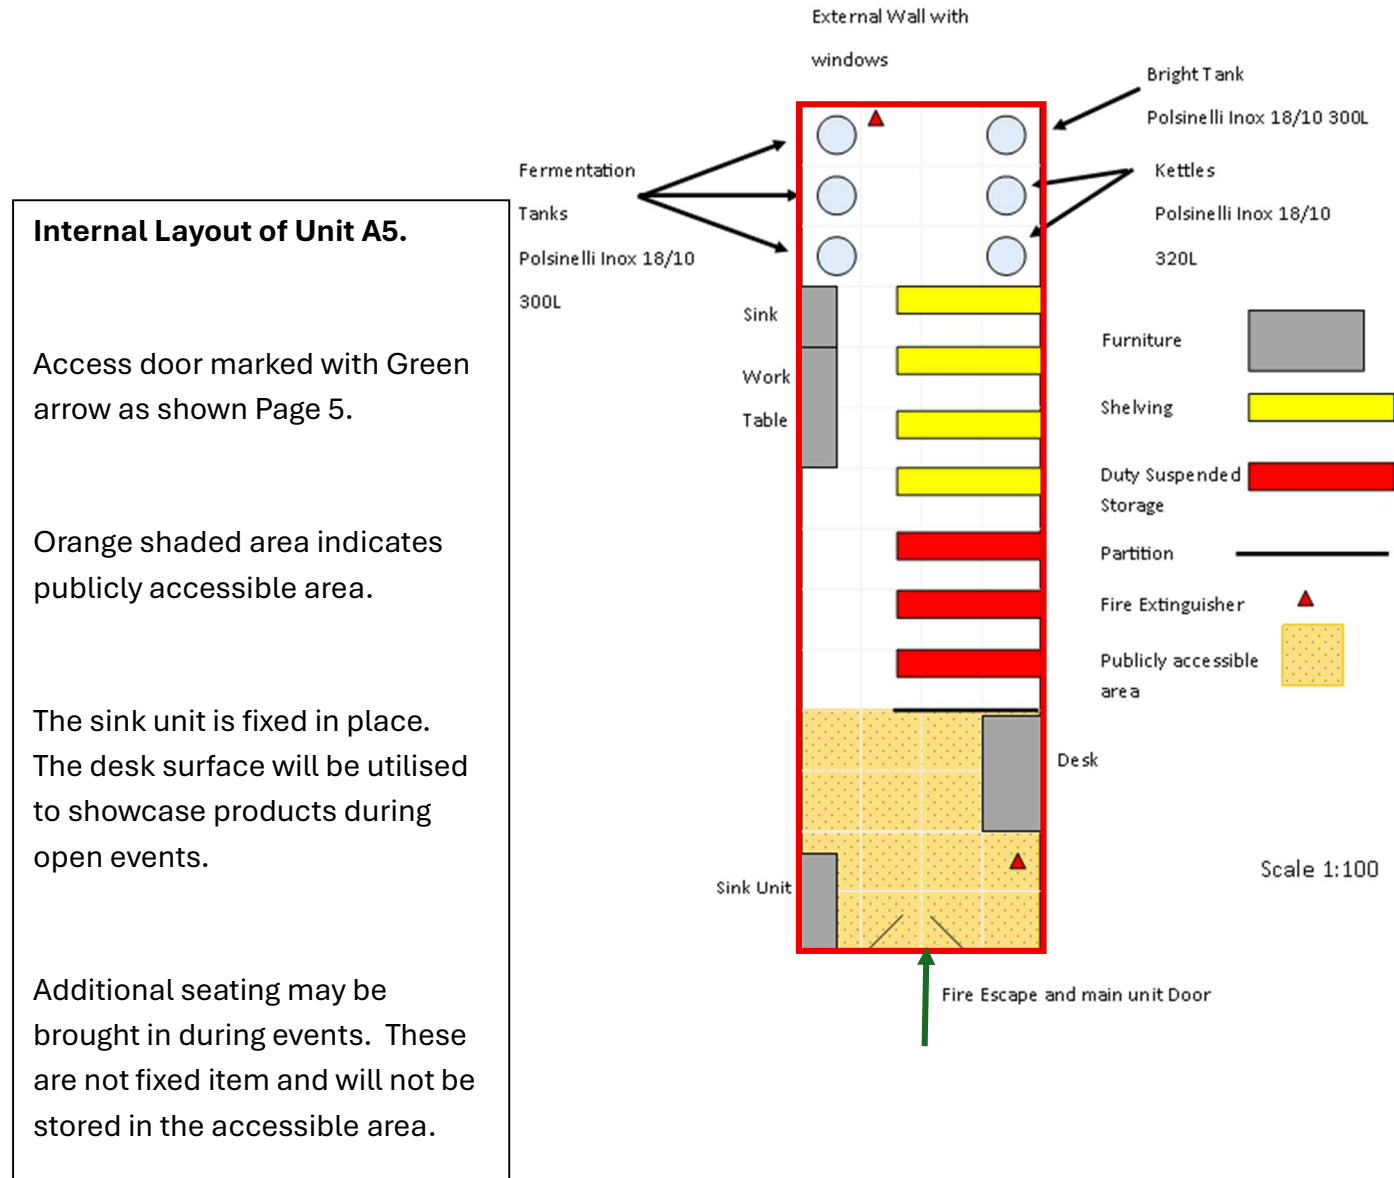 Internal Layout of Unit A5.
Access door marked with Green
arrow as shown Page 5.
Orange shaded area indicates
publicly accessible area.
The sink unit is fixed in place.
The desk surface will be utilised
to showcase products during
open events.
Additional seating may be
brought in during events.  These
are not fixed item and will not be
stored in the accessible area.
External Wall with
windows
Bright Tank
Polsinelli Inox 18/10 300L
Fermentation
Tanks
Polsinelli Inox 18/10
300L
Kettles
Polsinelli Inox 18/10
320L
Sink
Work
Table
Furniture
Shelving
Duty Suspended
Storage
Partition
Fire Extinguisher
Publicly accessible
area
Desk
Sink Unit
Scale 1:100
Fire Escape and main unit Door